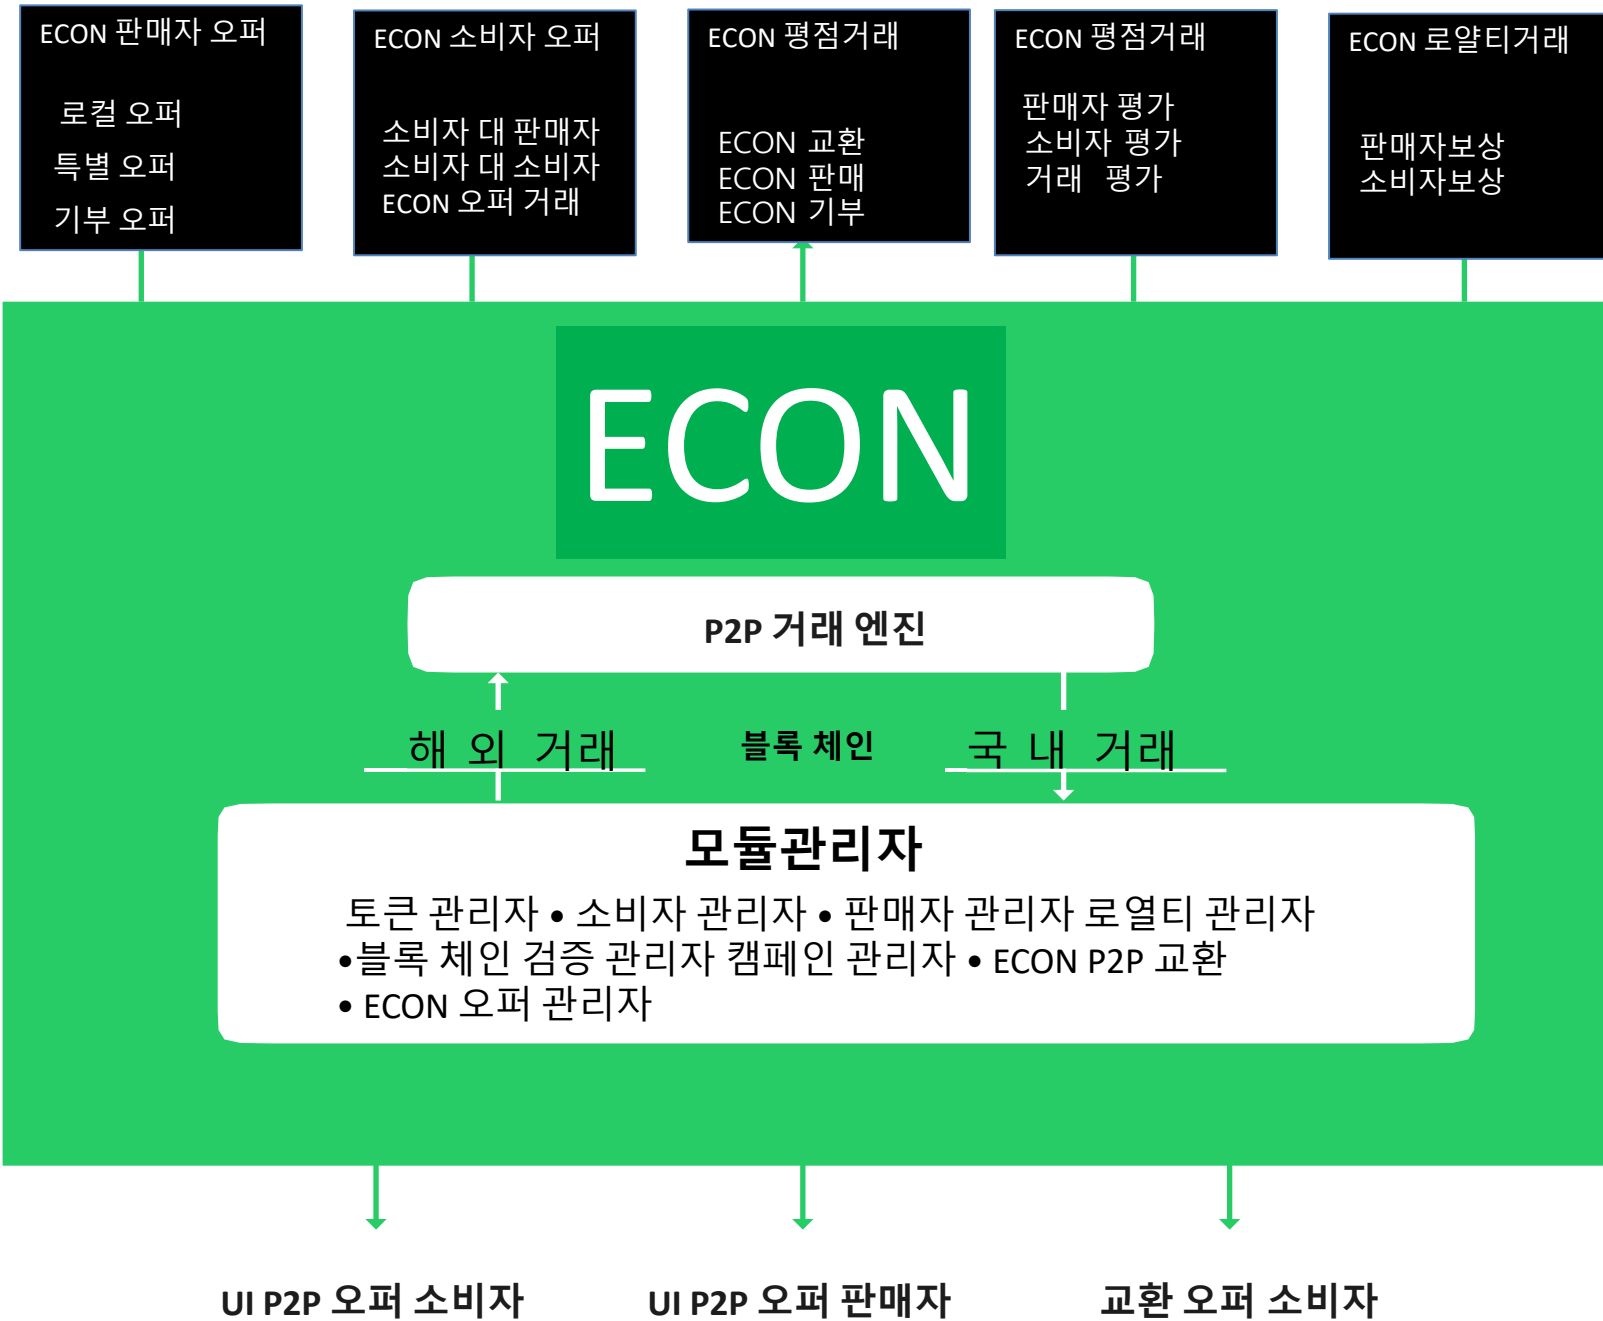 ECON 판매자 오퍼
로컬 오퍼
특별 오퍼
기부 오퍼
ECON 소비자 오퍼
소비자 대 판매자
소비자 대 소비자
ECON 오퍼 거래
ECON 평점거래
ECON 교환
ECON 판매
ECON 기부
ECON 평점거래
판매자 평가
소비자 평가
거래 평가
ECON 로얄티거래
판매자보상
소비자보상
ECON
P2P 거래 엔진
해 외 거래
블록 체인
국 내 거래
모듈관리자
토큰 관리자 • 소비자 관리자 • 판매자 관리자 로열티 관리자
•블록 체인 검증 관리자 캠페인 관리자 • ECON P2P 교환
• ECON 오퍼 관리자
UI P2P 오퍼 소비자
UI P2P 오퍼 판매자
교환 오퍼 소비자